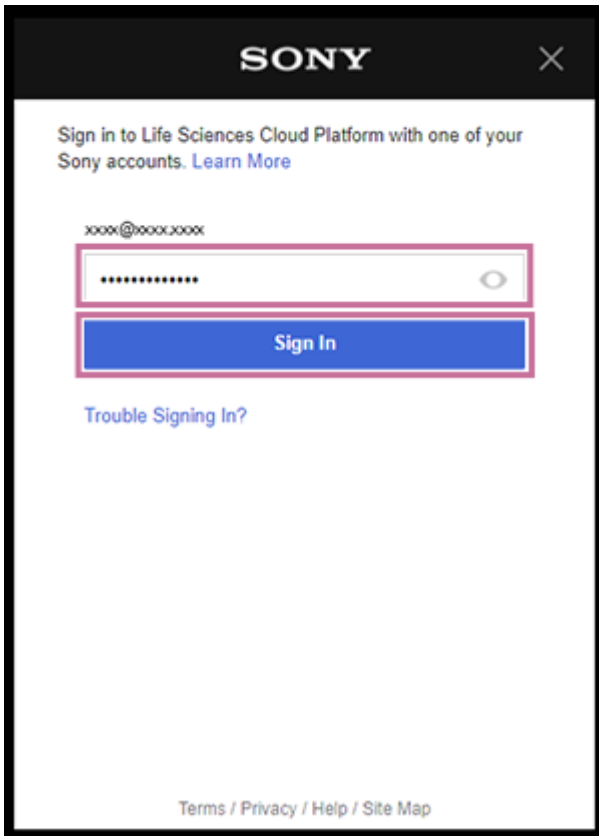 SONY
Sign in to Life Sciences Cloud Platform with one of your
Sony accounts. Learn More
xxxx@xxxx.xxxx
•••••••••••••
Sign In
Trouble Signing In?
Terms / Privacy / Help / Site Map